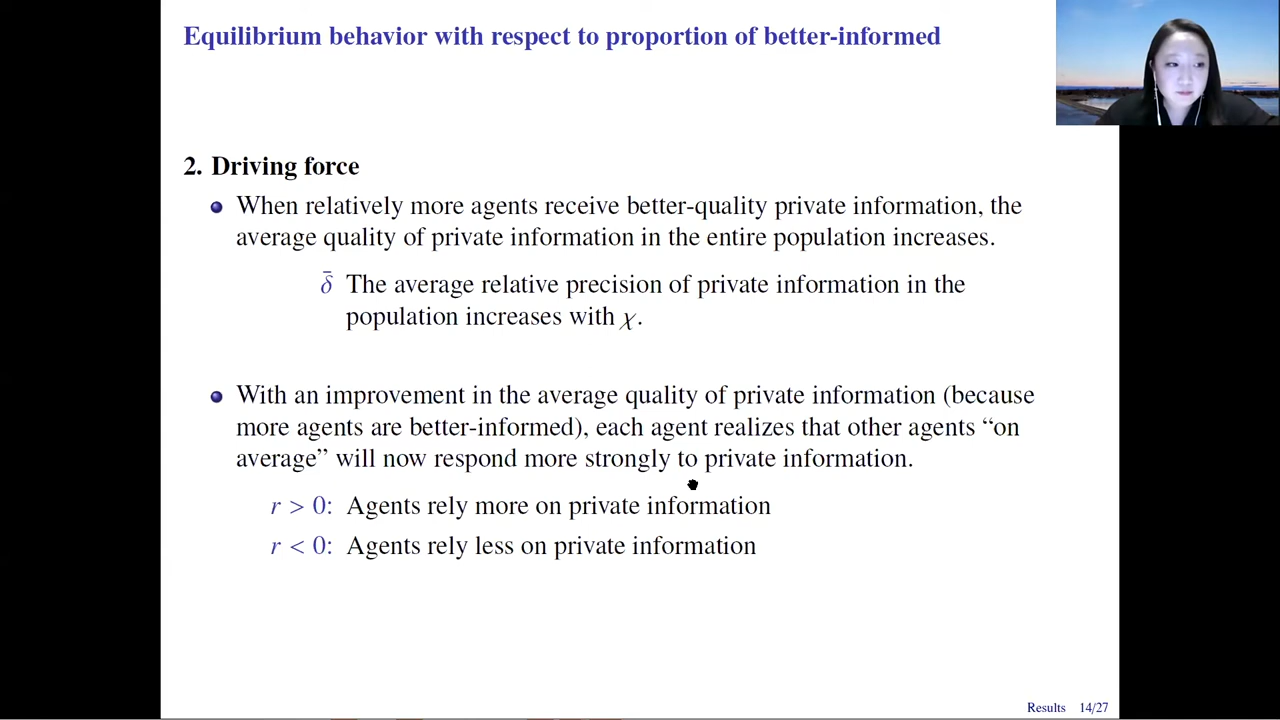 Equilibrium behavior with respect to proportion of better-informed
2. Driving force
When relatively more agents receive better-quality private information, the
average quality of private information in the entire population increases.
δ̄ The average relative precision of private information in the
population increases with χ.
With an improvement in the average quality of private information (because
more agents are better-informed), each agent realizes that other agents “on
average” will now respond more strongly to private information.
r > 0: Agents rely more on private information
r < 0: Agents rely less on private information
Results 14/27